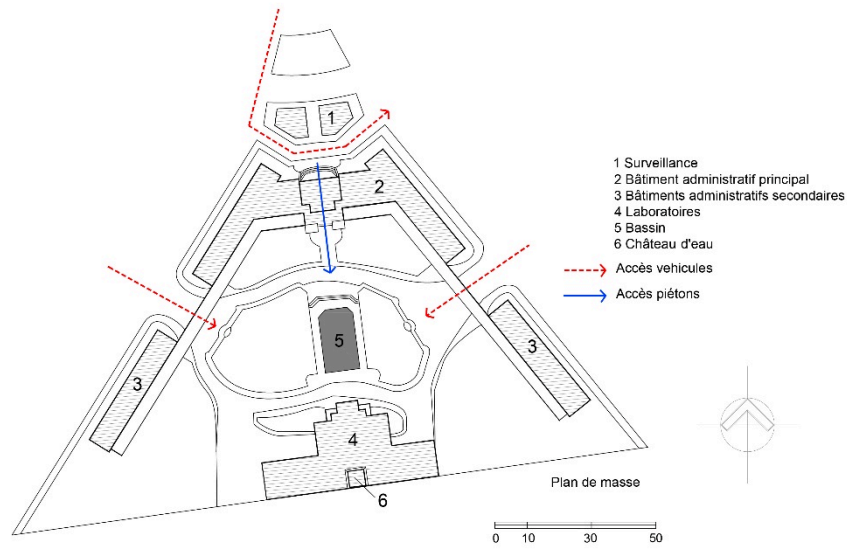 1
2
1 Surveillance
2 Bâtiment administratif principal
3 Bâtiments administratifs secondaires
4 Laboratoires
5 Bassin
6 Château d'eau
Accès vehicules
Accès piétons
5
3
3
4
6
Plan de masse
0 10 30 50